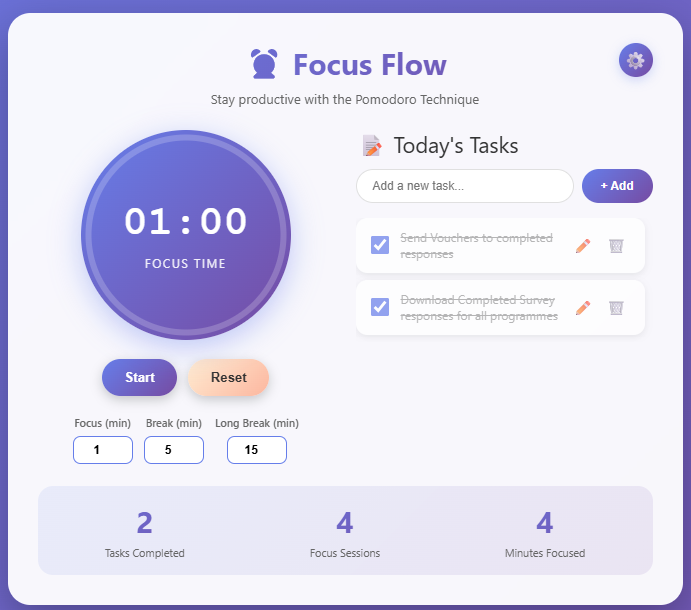 Focus Flow
Stay productive with the Pomodoro Technique
01:00
FOCUS TIME
Start
Reset
Focus (min)
Break (min)
Long Break (min)
1
5
15
Today's Tasks
Add a new task...
+ Add
Send Vouchers to completed
responses
Download Completed Survey
responses for all programmes
2
4
4
Tasks Completed
Focus Sessions
Minutes Focused